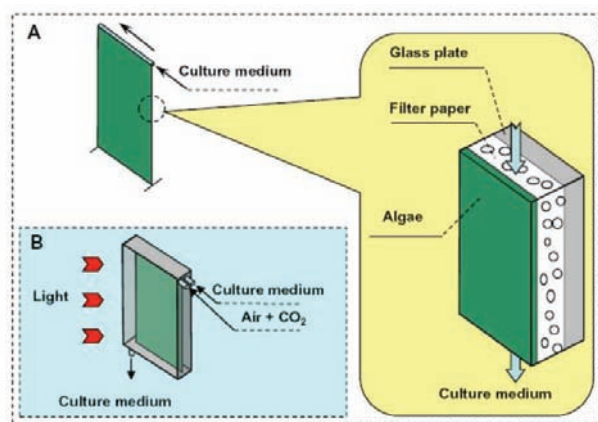 A
Culture medium
Glass plate
Filter paper
Algae
Culture medium
B
Light
Culture medium
Air + CO₂
Culture medium